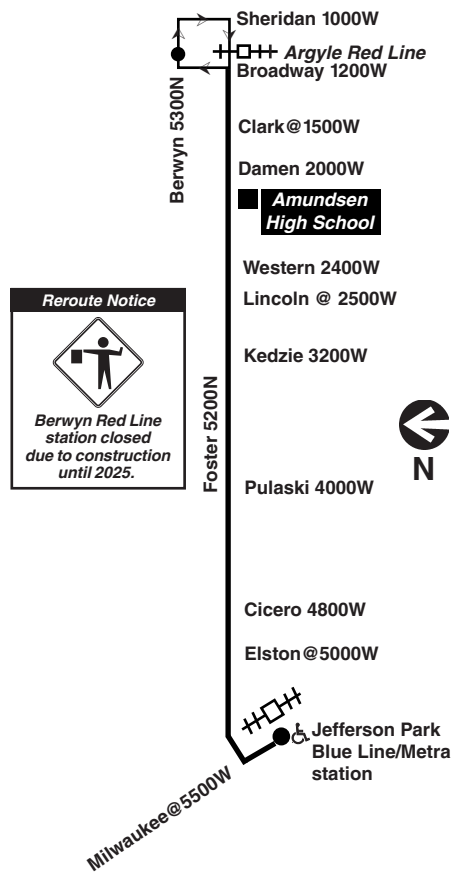 Sheridan 1000W
Argyle Red Line
Broadway 1200W
Berwyn 5300N
Clark@1500W
Damen 2000W
Amundsen
High School
Western 2400W
Lincoln @ 2500W
Reroute Notice
Berwyn Red Line
station closed
due to construction
until 2025.
Kedzie 3200W
Foster 5200N
N
Pulaski 4000W
Cicero 4800W
Elston@5000W
Jefferson Park
Blue Line/Metra
station
Milwaukee@5500W